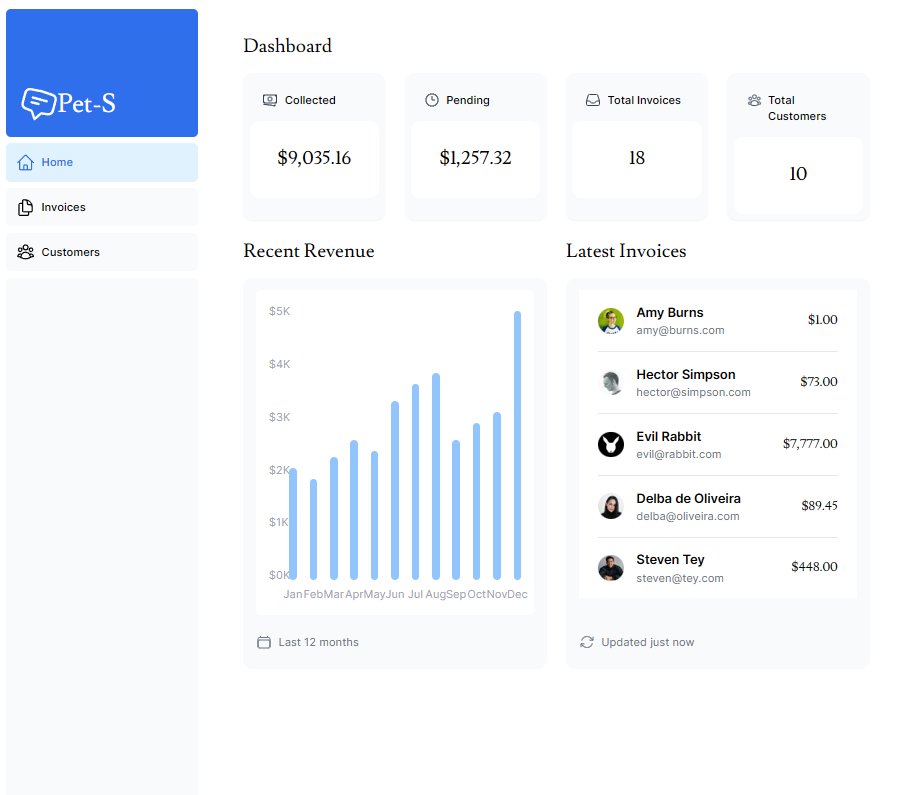 Pet-S
Home
Invoices
Customers
Dashboard
Collected
$9,035.16
Pending
$1,257.32
Total Invoices
18
Total
Customers
10
Recent Revenue
$5K
$4K
$3K
$2K
$1K
$0K
Jan Feb Mar Apr May Jun Jul Aug Sep Oct Nov Dec
Last 12 months
Latest Invoices
Amy Burns
amy@burns.com
$1.00
Hector Simpson
hector@simpson.com
$73.00
Evil Rabbit
evil@rabbit.com
$7,777.00
Delba de Oliveira
delba@oliveira.com
$89.45
Steven Tey
steven@tey.com
$448.00
Updated just now